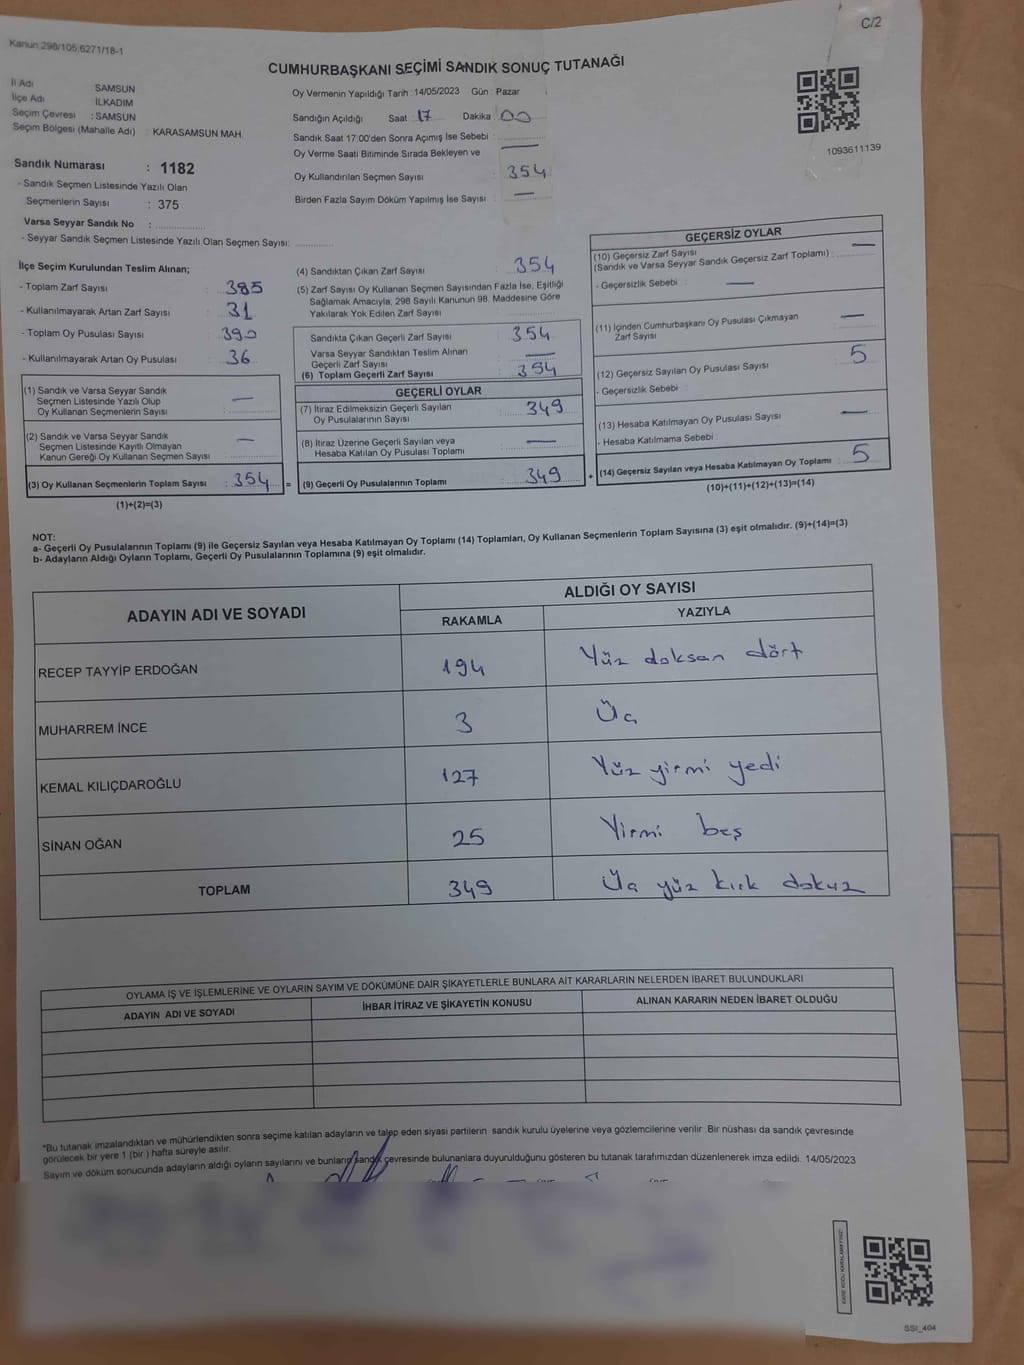 C/2
Kanun:298/105,6271/18-1
CUMHURBAŞKANI SEÇİMİ SANDIK SONUÇ TUTANAĞI
İl Adı SAMSUN
İlçe Adı İLKADIM
Seçim Çevresi : SAMSUN
Seçim Bölgesi (Mahalle Adı) : KARASAMSUN MAH.
Sandık Numarası : 1182
- Sandık Seçmen Listesinde Yazılı Olan
Seçmenlerin Sayısı : 375
Varsa Seyyar Sandık No :
- Seyyar Sandık Seçmen Listesinde Yazılı Olan Seçmen Sayısı:
Oy Vermenin Yapıldığı Tarih : 14/05/2023 Gün : Pazar
Sandığın Açıldığı Saat : 17 Dakika : 00
Sandık Saat 17:00'den Sonra Açımış İse Sebebi :
Oy Verme Saati Bitiminde Sırada Bekleyen ve —
Oy Kullandırılan Seçmen Sayısı : 354
Birden Fazla Sayım Döküm Yapılmış İse Sayısı : —
1093611139
İlçe Seçim Kurulundan Teslim Alınan;
- Toplam Zarf Sayısı : 385
- Kullanılmayarak Artan Zarf Sayısı : 31
- Toplam Oy Pusulası Sayısı : 390
- Kullanılmayarak Artan Oy Pusulası : 36
(1) Sandık ve Varsa Seyyar Sandık
Seçmen Listesinde Yazılı Olup
Oy Kullanan Seçmenlerin Sayısı : —
(2) Sandık ve Varsa Seyyar Sandık
Seçmen Listesinde Kayıtlı Olmayan
Kanun Gereği Oy Kullanan Seçmen Sayısı : —
(3) Oy Kullanan Seçmenlerin Toplam Sayısı : 354 =
(1)+(2)=(3)
(4) Sandıktan Çıkan Zarf Sayısı : 354
(5) Zarf Sayısı Oy Kullanan Seçmen Sayısından Fazla İse, Eşitliği
Sağlamak Amacıyla, 298 Sayılı Kanunun 98. Maddesine Göre
Yakılarak Yok Edilen Zarf Sayısı :
Sandıkta Çıkan Geçerli Zarf Sayısı : 354
Varsa Seyyar Sandıktan Teslim Alınan
Geçerli Zarf Sayısı : —
(6) Toplam Geçerli Zarf Sayısı : 354
GEÇERLİ OYLAR
(7) İtiraz Edilmeksizin Geçerli Sayılan
Oy Pusulalarının Sayısı : 349
(8) İtiraz Üzerine Geçerli Sayılan veya
Hesaba Katılan Oy Pusulası Toplamı : —
(9) Geçerli Oy Pusulalarının Toplamı : 349 +
GEÇERSİZ OYLAR
(10) Geçersiz Zarf Sayısı
(Sandık ve Varsa Seyyar Sandık Geçersiz Zarf Toplamı) : —
- Geçersizlik Sebebi : —
(11) İçinden Cumhurbaşkanı Oy Pusulası Çıkmayan
Zarf Sayısı : —
(12) Geçersiz Sayılan Oy Pusulası Sayısı : 5
- Geçersizlik Sebebi :
(13) Hesaba Katılmayan Oy Pusulası Sayısı : —
- Hesaba Katılmama Sebebi :
(14) Geçersiz Sayılan veya Hesaba Katılmayan Oy Toplamı : 5
(10)+(11)+(12)+(13)=(14)
NOT:
a- Geçerli Oy Pusulalarının Toplamı (9) ile Geçersiz Sayılan veya Hesaba Katılmayan Oy Toplamı (14) Toplamları, Oy Kullanan Seçmenlerin Toplam Sayısına (3) eşit olmalıdır. (9)+(14)=(3)
b- Adayların Aldığı Oyların Toplamı, Geçerli Oy Pusulalarının Toplamına (9) eşit olmalıdır.
ADAYIN ADI VE SOYADI ALDIĞI OY SAYISI
RAKAMLA YAZIYLA
RECEP TAYYİP ERDOĞAN 194 Yüz doksan dört
MUHARREM İNCE 3 Üç
KEMAL KILIÇDAROĞLU 127 Yüz yirmi yedi
SİNAN OĞAN 25 Yirmi beş
TOPLAM 349 Üç yüz kırk dokuz
OYLAMA İŞ VE İŞLEMLERİNE VE OYLARIN SAYIM VE DÖKÜMÜNE DAİR ŞİKAYETLERLE BUNLARA AİT KARARLARIN NELERDEN İBARET BULUNDUKLARI
ADAYIN ADI VE SOYADI İHBAR İTİRAZ VE ŞİKAYETİN KONUSU ALINAN KARARIN NEDEN İBARET OLDUĞU
"Bu tutanak imzalandıktan ve mühürlendikten sonra seçime katılan adayların ve talep eden siyasi partilerin sandık kurulu üyelerine veya gözlemcilerine verilir. Bir nüshası da sandık çevresinde
görülecek bir yere 1 (bir) hafta süreyle asılır.
Sayım ve döküm sonucunda adayların aldığı oyların sayılarını ve bunların sandık çevresinde bulunanlara duyurulduğunu gösteren bu tutanak tarafımızdan düzenlenerek imza edildi. 14/05/2023
KARE KODU KARALAMAYINIZ!
SSI_404